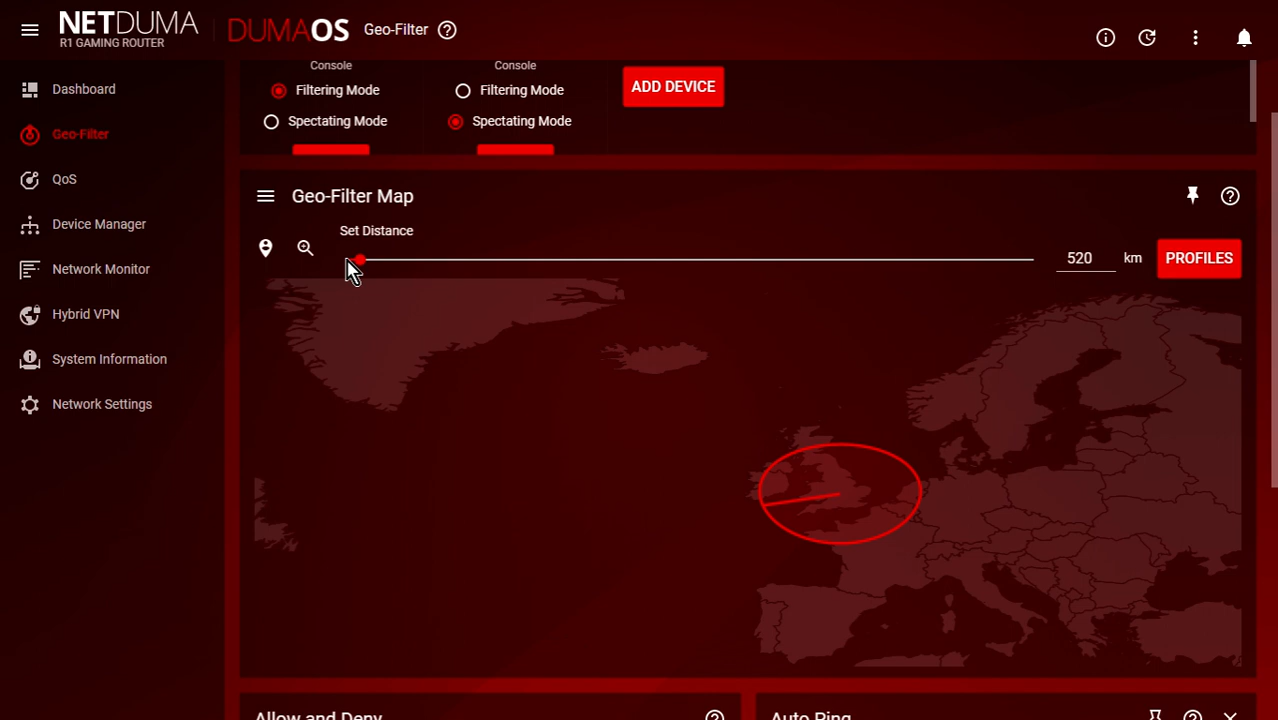 NETDUMA
R1 GAMING ROUTER
DUMAOS
Geo-Filter
Dashboard
Geo-Filter
QoS
Device Manager
Network Monitor
Hybrid VPN
System Information
Network Settings
Console
Filtering Mode
Spectating Mode
Console
Filtering Mode
Spectating Mode
ADD DEVICE
Geo-Filter Map
Set Distance
520 km
PROFILES
Allow and Deny
Auto Ping